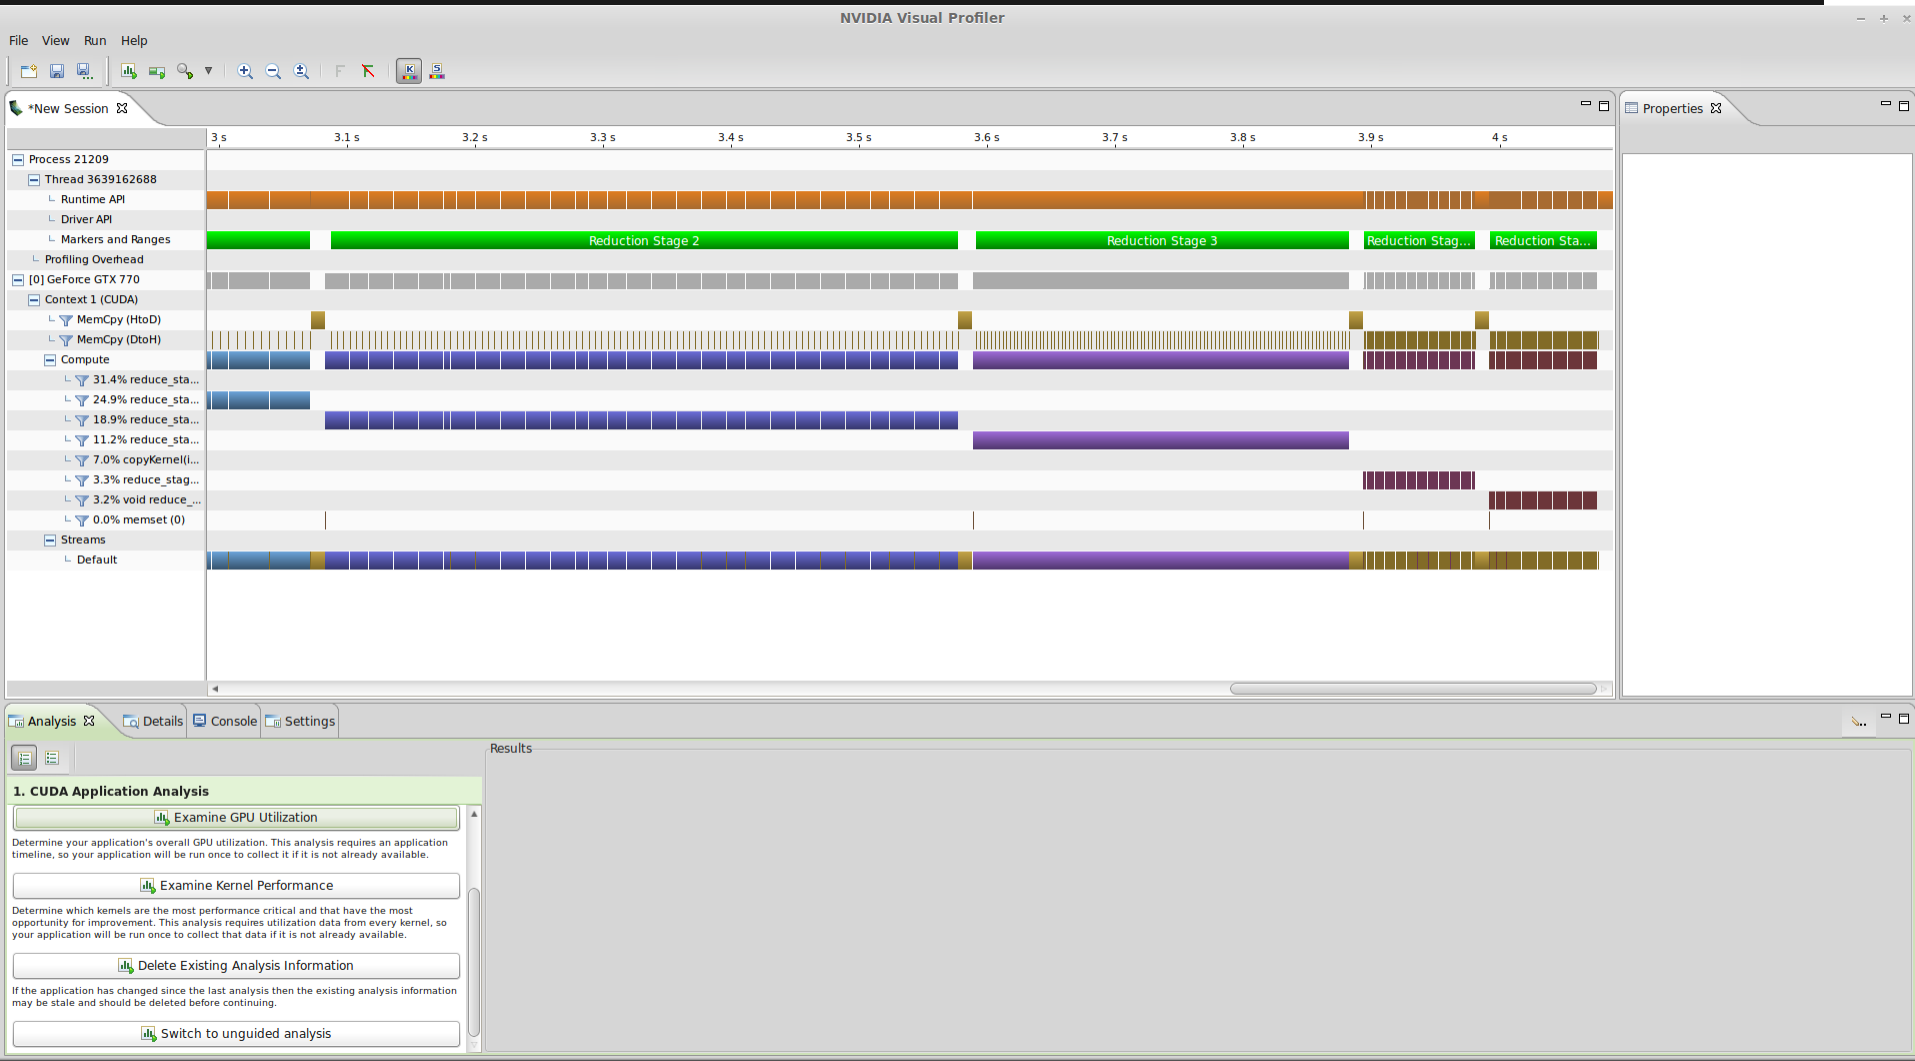 NVIDIA Visual Profiler
File View Run Help
*New Session
Properties
3 s 3.1 s 3.2 s 3.3 s 3.4 s 3.5 s 3.6 s 3.7 s 3.8 s 3.9 s 4 s
Process 21209
Thread 3639162688
Runtime API
Driver API
Markers and Ranges
Reduction Stage 2
Reduction Stage 3
Reduction Stag...
Reduction Sta...
Profiling Overhead
[0] GeForce GTX 770
Context 1 (CUDA)
MemCpy (HtoD)
MemCpy (DtoH)
Compute
31.4% reduce_sta...
24.9% reduce_sta...
18.9% reduce_sta...
11.2% reduce_sta...
7.0% copyKernel(i...
3.3% reduce_stag...
3.2% void reduce_...
0.0% memset (0)
Streams
Default
Analysis Details Console Settings
Results
1. CUDA Application Analysis
Examine GPU Utilization
Determine your application's overall GPU utilization. This analysis requires an application
timeline, so your application will be run once to collect it if it is not already available.
Examine Kernel Performance
Determine which kernels are the most performance critical and that have the most
opportunity for improvement. This analysis requires utilization data from every kernel, so
your application will be run once to collect that data if it is not already available.
Delete Existing Analysis Information
If the application has changed since the last analysis then the existing analysis information
may be stale and should be deleted before continuing.
Switch to unguided analysis